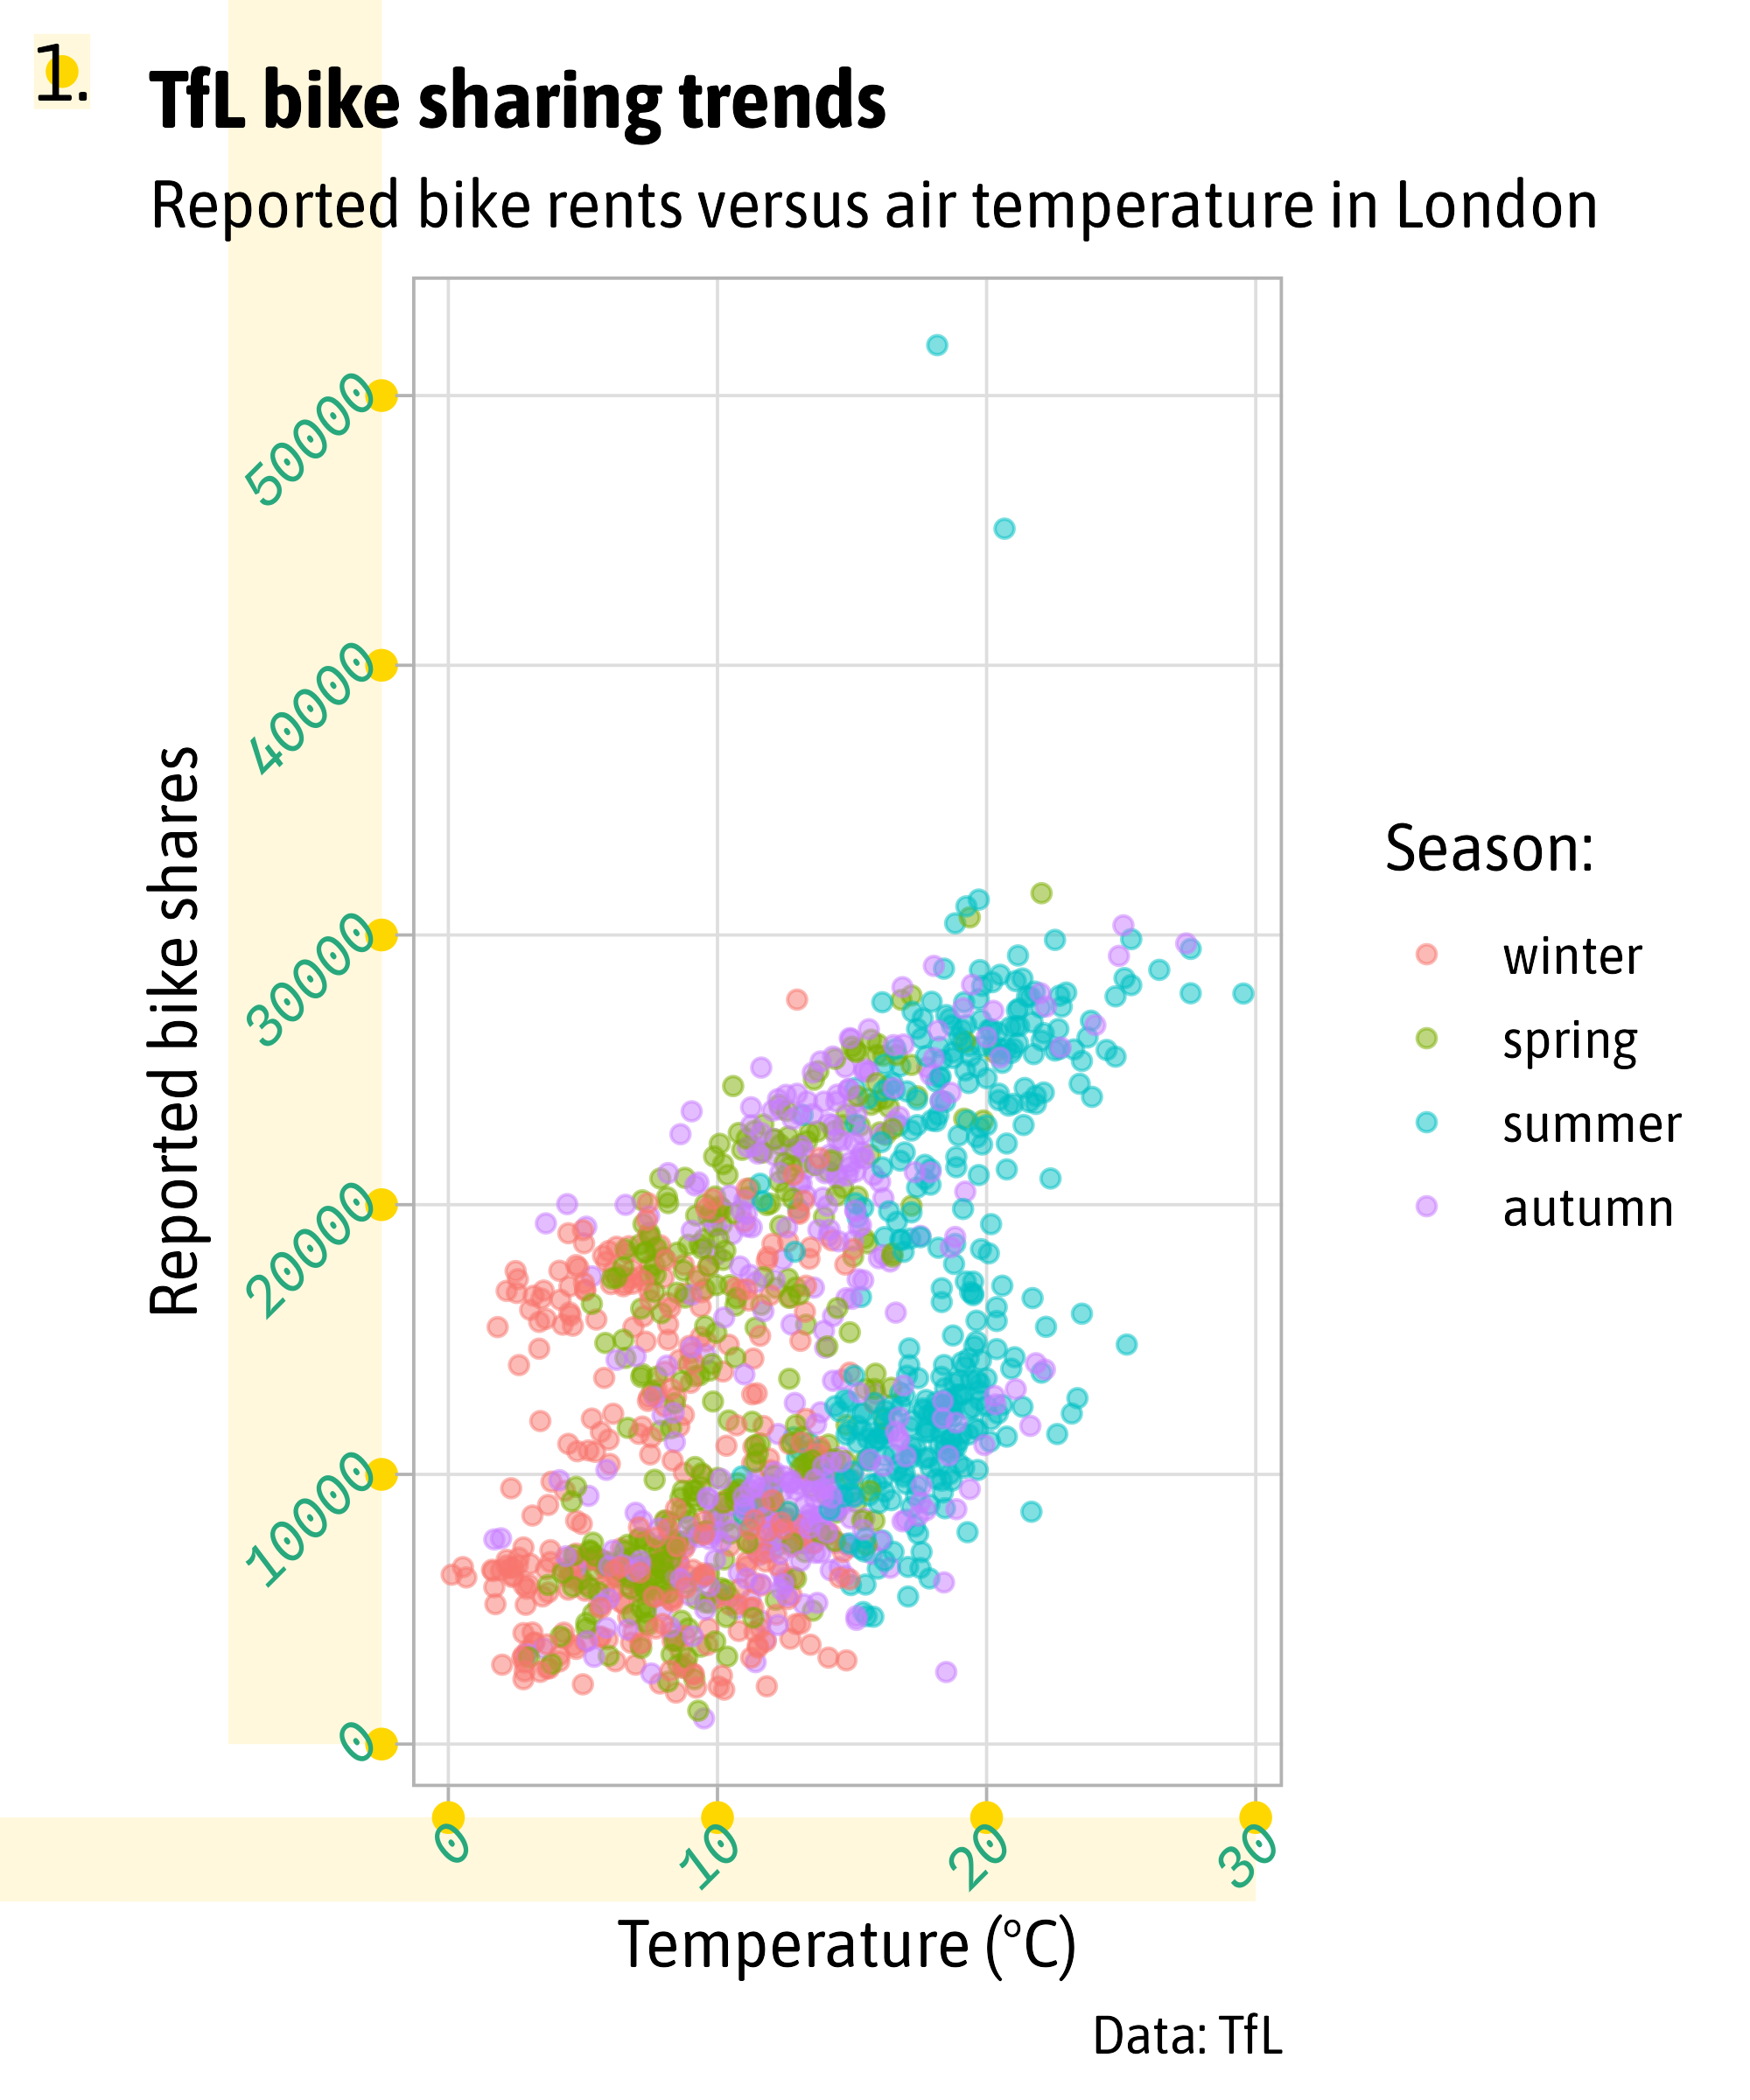 1.
TfL bike sharing trends
Reported bike rents versus air temperature in London
50000
40000
30000
20000
10000
0
Reported bike shares
Season:
winter
spring
summer
autumn
0
10
20
30
Temperature (°C)
Data: TfL